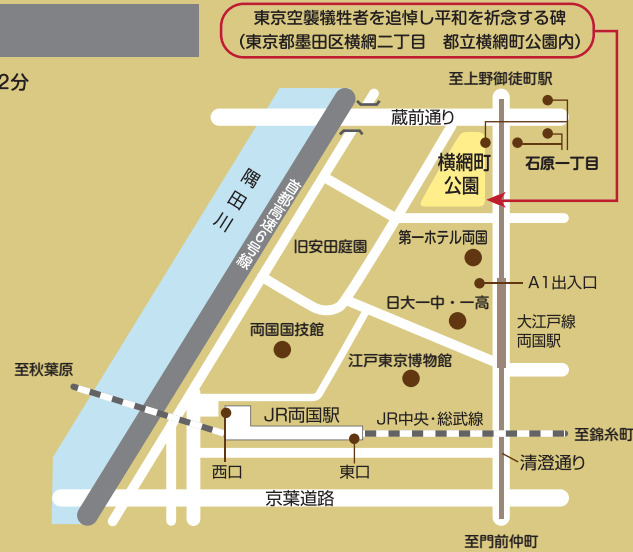 東京空襲犠牲者を追悼し平和を祈念する碑
（東京都墨田区横網二丁目　都立横網町公園内）
2分
至上野御徒町駅
蔵前通り
横網町
公園
石原一丁目
隅田川
首都高速6号線
旧安田庭園
第一ホテル両国
A1出入口
日大一中・一高
大江戸線
両国駅
両国国技館
江戸東京博物館
至秋葉原
JR両国駅
JR中央・総武線
至錦糸町
西口
東口
清澄通り
京葉道路
至門前仲町